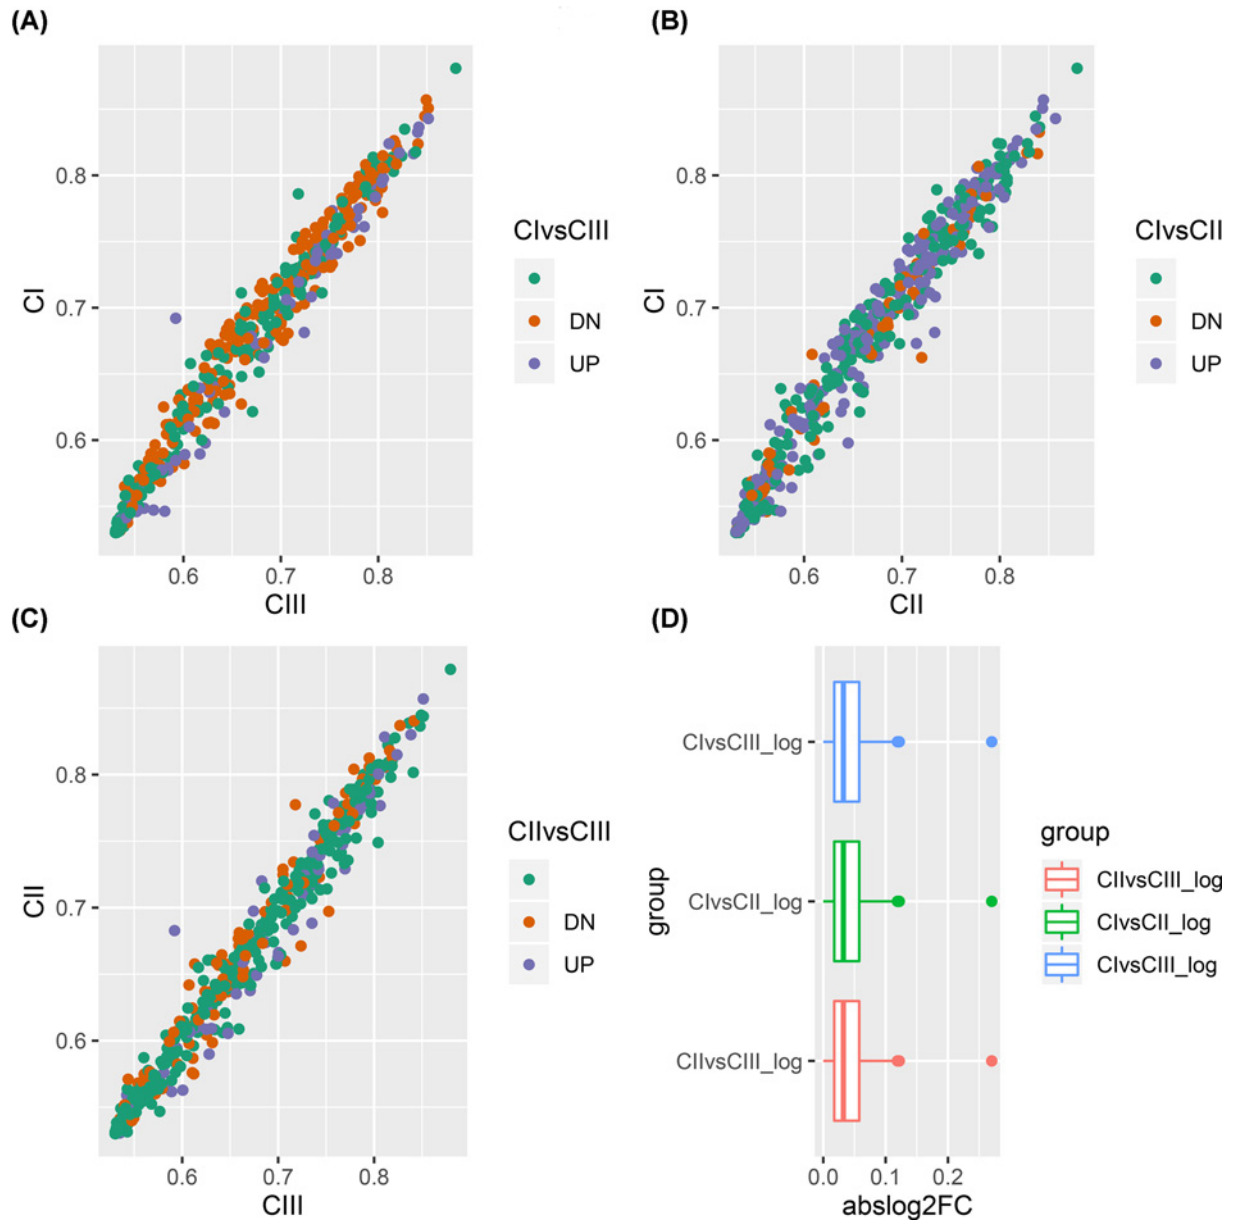 (A)
CI
0.8
0.7
0.6
0.6 0.7 0.8
CIII
CIvsCIII
DN
UP
(B)
CI
0.8
0.7
0.6
0.6 0.7 0.8
CII
CIvsCII
DN
UP
(C)
CII
0.8
0.7
0.6
0.6 0.7 0.8
CIII
CIIvsCIII
DN
UP
(D)
group
CIvsCIII_log
CIvsCII_log
CIIvsCIII_log
0.0 0.1 0.2
abslog2FC
group
CIIvsCIII_log
CIvsCII_log
CIvsCIII_log